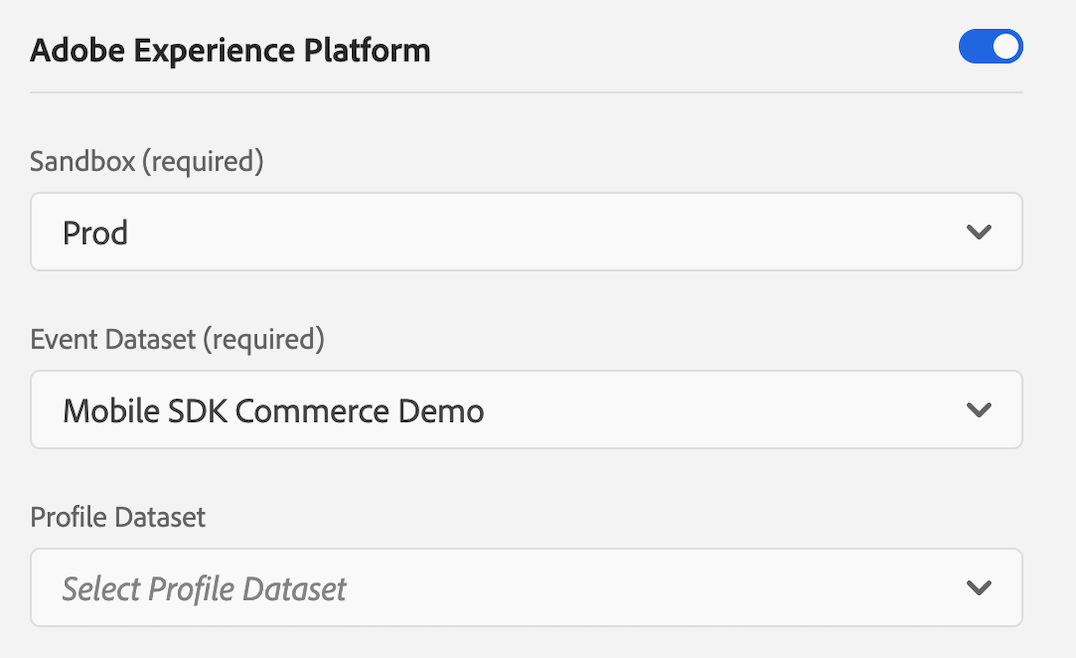 Adobe Experience Platform
Sandbox (required)
Prod
Event Dataset (required)
Mobile SDK Commerce Demo
Profile Dataset
Select Profile Dataset